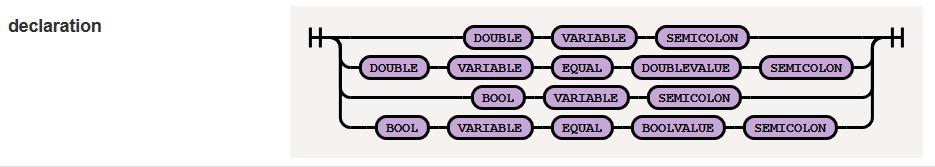 declaration
DOUBLE VARIABLE SEMICOLON
DOUBLE VARIABLE EQUAL DOUBLEVALUE SEMICOLON
BOOL VARIABLE SEMICOLON
BOOL VARIABLE EQUAL BOOLVALUE SEMICOLON